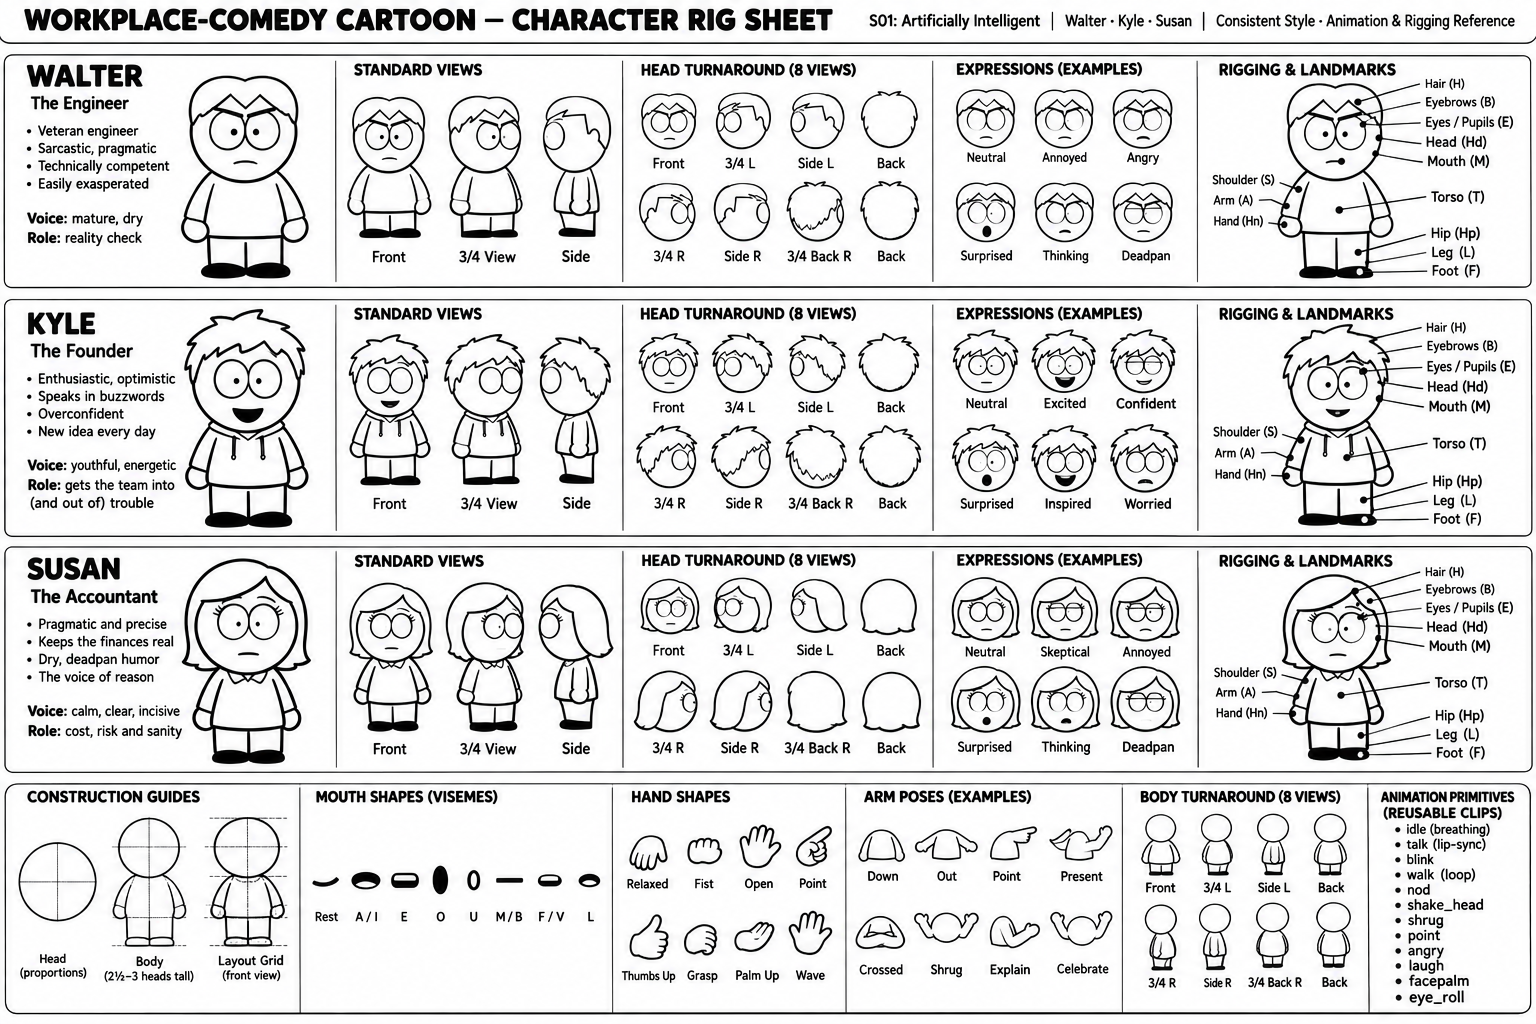 WORKPLACE-COMEDY CARTOON – CHARACTER RIG SHEET
S01: Artificially Intelligent | Walter · Kyle · Susan | Consistent Style · Animation & Rigging Reference
WALTER
The Engineer
• Veteran engineer
• Sarcastic, pragmatic
• Technically competent
• Easily exasperated
Voice: mature, dry
Role: reality check
STANDARD VIEWS
Front
3/4 View
Side
HEAD TURNAROUND (8 VIEWS)
Front
3/4 L
Side L
Back
3/4 R
Side R
3/4 Back R
Back
EXPRESSIONS (EXAMPLES)
Neutral
Annoyed
Angry
Surprised
Thinking
Deadpan
RIGGING & LANDMARKS
Hair (H)
Eyebrows (B)
Eyes / Pupils (E)
Head (Hd)
Mouth (M)
Shoulder (S)
Arm (A)
Hand (Hn)
Torso (T)
Hip (Hp)
Leg (L)
Foot (F)
KYLE
The Founder
• Enthusiastic, optimistic
• Speaks in buzzwords
• Overconfident
• New idea every day
Voice: youthful, energetic
Role: gets the team into
(and out of) trouble
STANDARD VIEWS
Front
3/4 View
Side
HEAD TURNAROUND (8 VIEWS)
Front
3/4 L
Side L
Back
3/4 R
Side R
3/4 Back R
Back
EXPRESSIONS (EXAMPLES)
Neutral
Excited
Confident
Surprised
Inspired
Worried
RIGGING & LANDMARKS
Hair (H)
Eyebrows (B)
Eyes / Pupils (E)
Head (Hd)
Mouth (M)
Shoulder (S)
Arm (A)
Hand (Hn)
Torso (T)
Hip (Hp)
Leg (L)
Foot (F)
SUSAN
The Accountant
• Pragmatic and precise
• Keeps the finances real
• Dry, deadpan humor
• The voice of reason
Voice: calm, clear, incisive
Role: cost, risk and sanity
STANDARD VIEWS
Front
3/4 View
Side
HEAD TURNAROUND (8 VIEWS)
Front
3/4 L
Side L
Back
3/4 R
Side R
3/4 Back R
Back
EXPRESSIONS (EXAMPLES)
Neutral
Skeptical
Annoyed
Surprised
Thinking
Deadpan
RIGGING & LANDMARKS
Hair (H)
Eyebrows (B)
Eyes / Pupils (E)
Head (Hd)
Mouth (M)
Shoulder (S)
Arm (A)
Hand (Hn)
Torso (T)
Hip (Hp)
Leg (L)
Foot (F)
CONSTRUCTION GUIDES
Head
(proportions)
Body
(2½–3 heads tall)
Layout Grid
(front view)
MOUTH SHAPES (VISEMES)
Rest
A/I
E
O
U
M/B
F/V
L
HAND SHAPES
Relaxed
Fist
Open
Point
Thumbs Up
Grasp
Palm Up
Wave
ARM POSES (EXAMPLES)
Down
Out
Point
Present
Crossed
Shrug
Explain
Celebrate
BODY TURNAROUND (8 VIEWS)
Front
3/4 L
Side L
Back
3/4 R
Side R
3/4 Back R
Back
ANIMATION PRIMITIVES
(REUSABLE CLIPS)
• idle (breathing)
• talk (lip-sync)
• blink
• walk (loop)
• nod
• shake_head
• shrug
• point
• angry
• laugh
• facepalm
• eye_roll